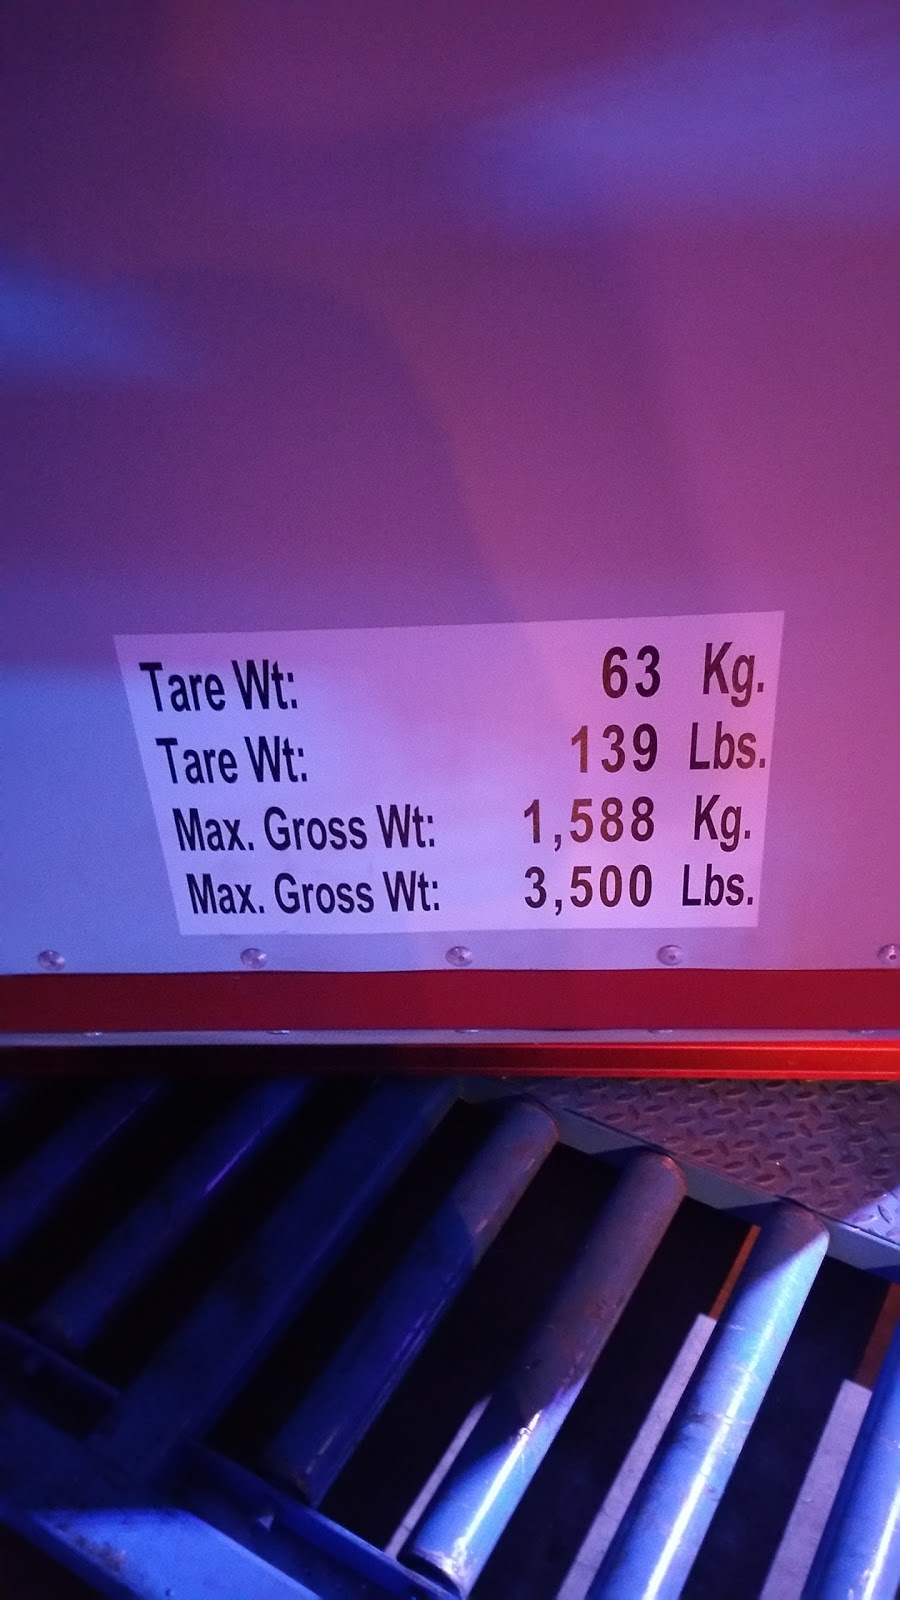 Tare Wt: 63 Kg.
Tare Wt: 139 Lbs.
Max. Gross Wt: 1,588 Kg.
Max. Gross Wt: 3,500 Lbs.